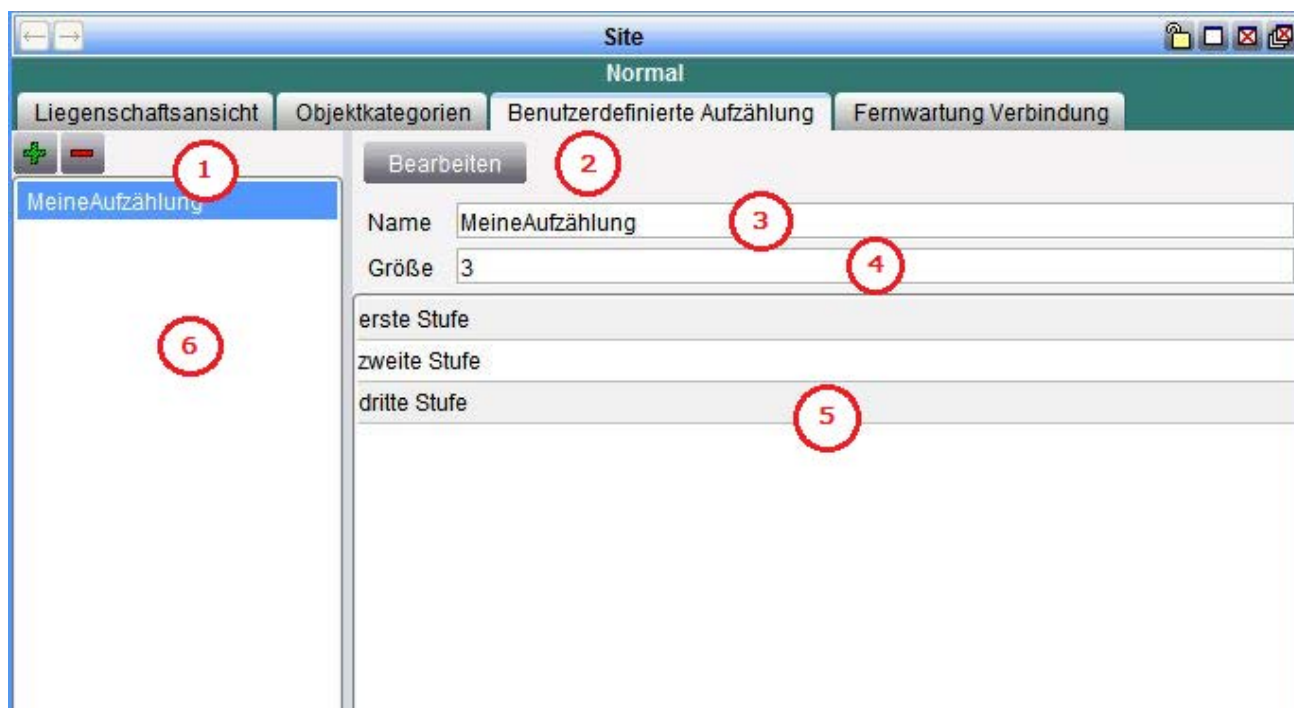 Site
Normal
Liegenschaftsansicht Objektkategorien Benutzerdefinierte Aufzählung Fernwartung Verbindung
1
Bearbeiten 2
MeineAufzählung
Name MeineAufzählung 3
Größe 3 4
erste Stufe
6
zweite Stufe
dritte Stufe
5